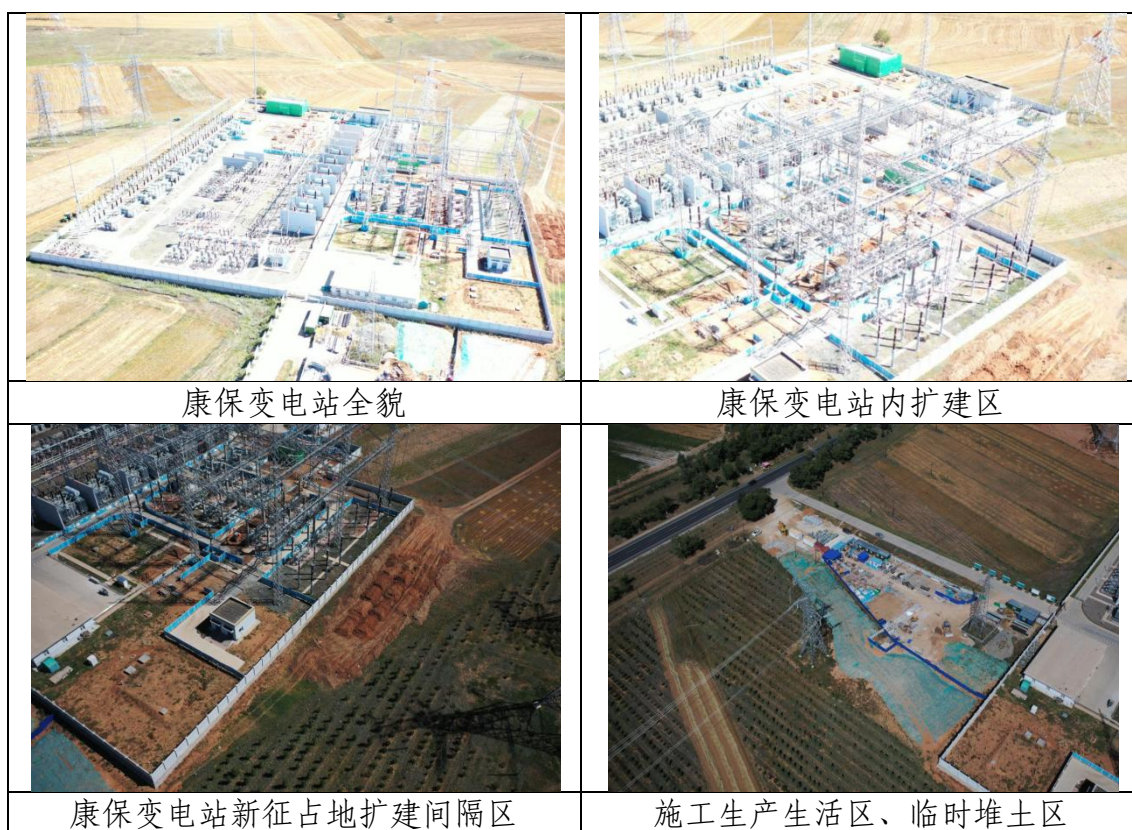 康保变电站全貌
康保变电站内扩建区
康保变电站新征占地扩建间隔区
施工生产生活区、临时堆土区